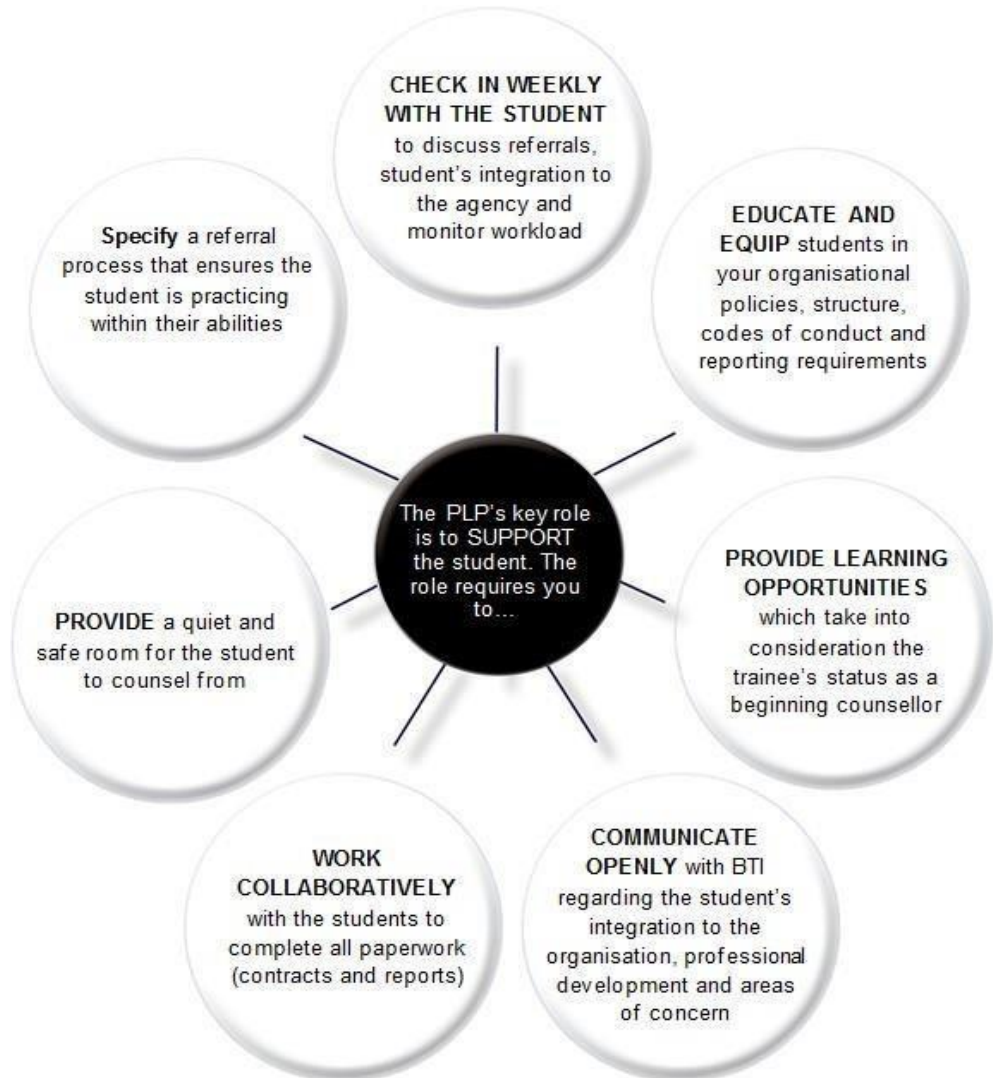 CHECK IN WEEKLY
WITH THE STUDENT
to discuss referrals,
student's integration to
the agency and
monitor workload
EDUCATE AND
EQUIP students in
your organisational
policies, structure,
codes of conduct and
reporting requirements
PROVIDE LEARNING
OPPORTUNITIES
which take into
consideration the
trainee's status as a
beginning counsellor
COMMUNICATE
OPENLY with BTI
regarding the student's
integration to the
organisation, professional
development and areas
of concern
WORK
COLLABORATIVELY
with the students to
complete all paperwork
(contracts and reports)
PROVIDE a quiet and
safe room for the student
to counsel from
Specify a referral
process that ensures the
student is practicing
within their abilities
The PLP's key role
is to SUPPORT
the student. The
role requires you
to...